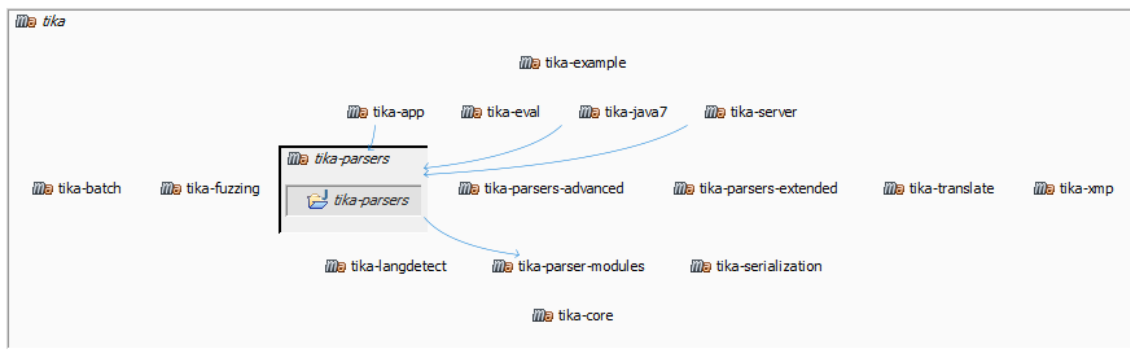 tika
tika-example
tika-app tika-eval tika-java7 tika-server
tika-parsers
tika-batch tika-fuzzing tika-parsers tika-parsers-advanced tika-parsers-extended tika-translate tika-xmp
tika-langdetect tika-parser-modules tika-serialization
tika-core